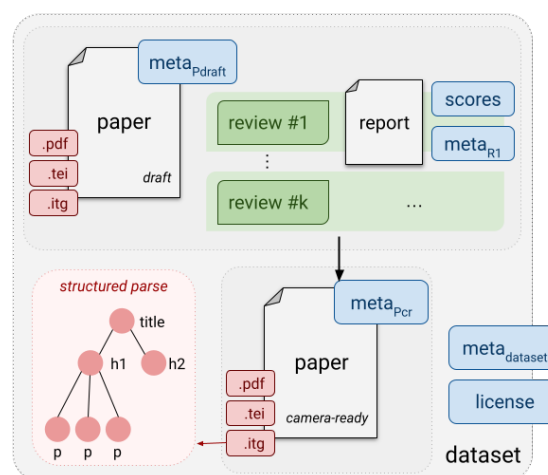 meta_Pdraft
paper
.pdf
.tei
.itg
draft
review #1
report
scores
meta_R1
⋮
review #k
...
structured parse
title
h1
h2
p p p
meta_Pcr
paper
.pdf
.tei
.itg
camera-ready
meta_dataset
license
dataset